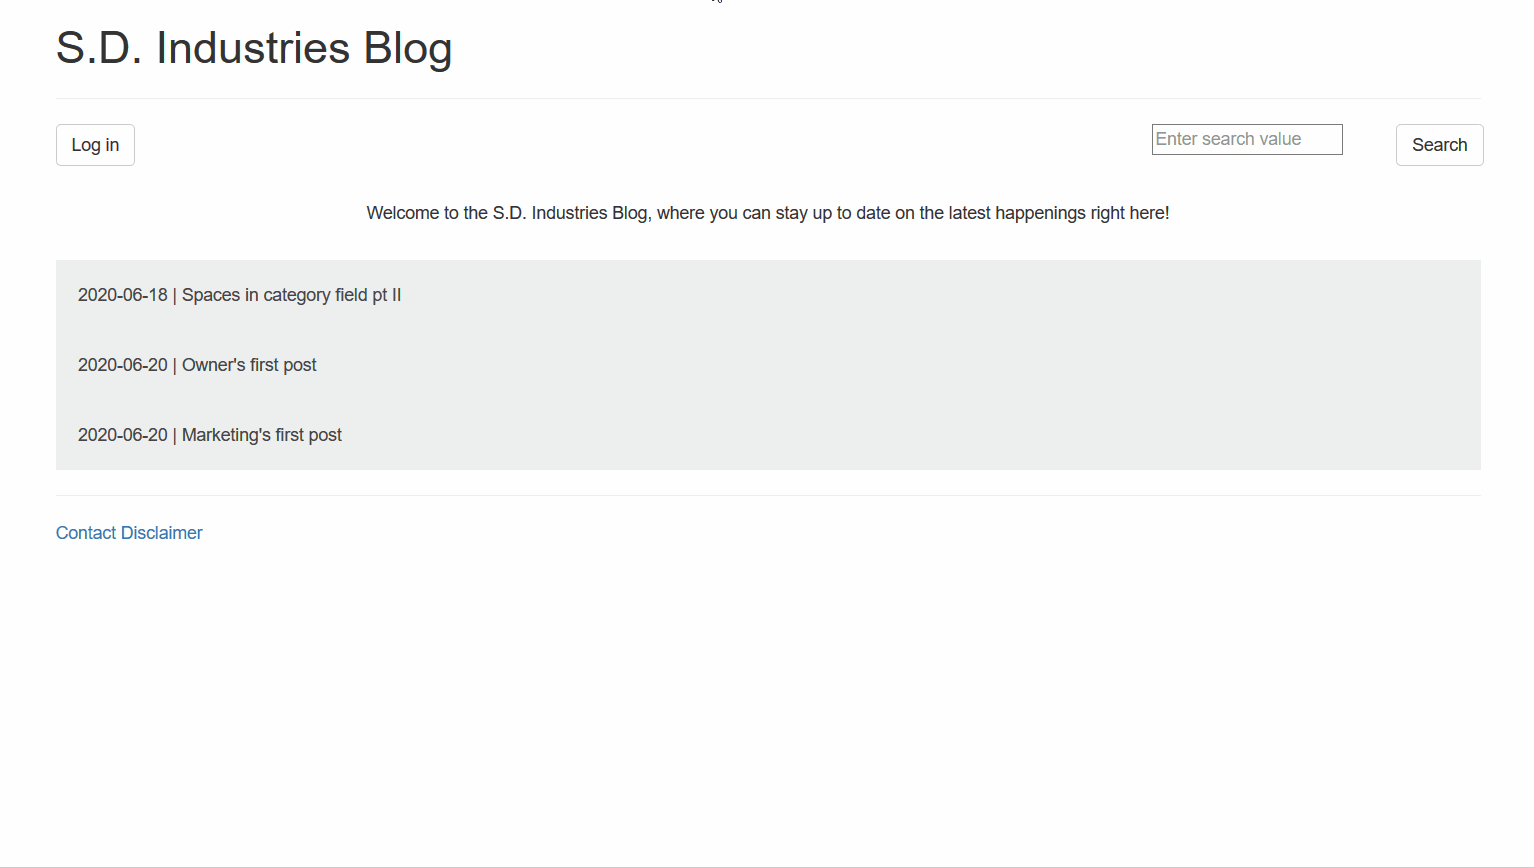 S.D. Industries Blog
Log in
Enter search value
Search
Welcome to the S.D. Industries Blog, where you can stay up to date on the latest happenings right here!
2020-06-18 | Spaces in category field pt II
2020-06-20 | Owner's first post
2020-06-20 | Marketing's first post
Contact Disclaimer